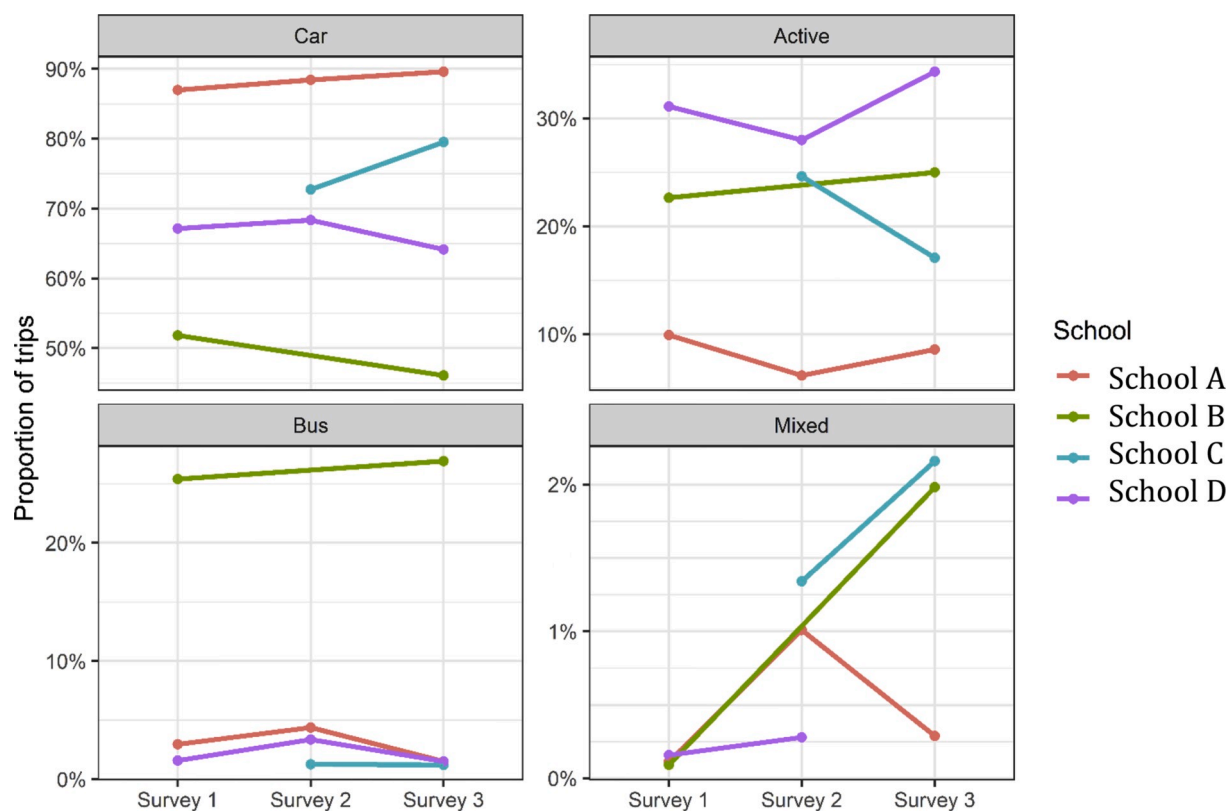 Car
Active
90%
80%
70%
60%
50%
30%
20%
10%
Bus
Mixed
20%
10%
0%
2%
1%
0%
Survey 1 Survey 2 Survey 3
Survey 1 Survey 2 Survey 3
Proportion of trips
School
School A
School B
School C
School D